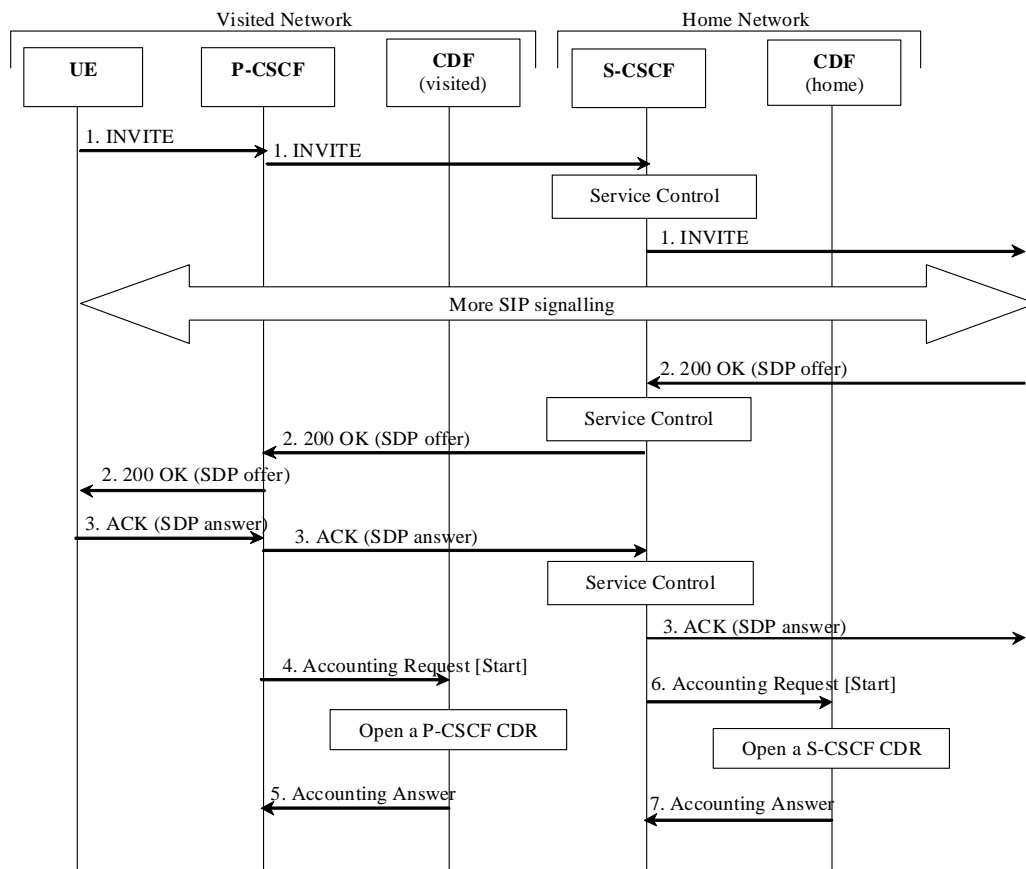 Visited Network
Home Network
UE
P-CSCF
CDF
(visited)
S-CSCF
CDF
(home)
1. INVITE
1. INVITE
Service Control
1. INVITE
More SIP signalling
2. 200 OK (SDP offer)
Service Control
2. 200 OK (SDP offer)
2. 200 OK (SDP offer)
3. ACK (SDP answer)
3. ACK (SDP answer)
Service Control
3. ACK (SDP answer)
4. Accounting Request [Start]
6. Accounting Request [Start]
Open a P-CSCF CDR
Open a S-CSCF CDR
5. Accounting Answer
7. Accounting Answer